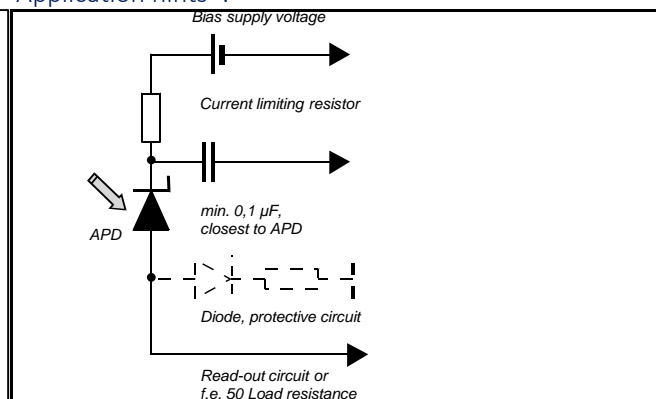 Application hints
Bias supply voltage
Current limiting resistor
min. 0,1 µF,
closest to APD
APD
Diode, protective circuit
Read-out circuit or
f.e. 50 Load resistance